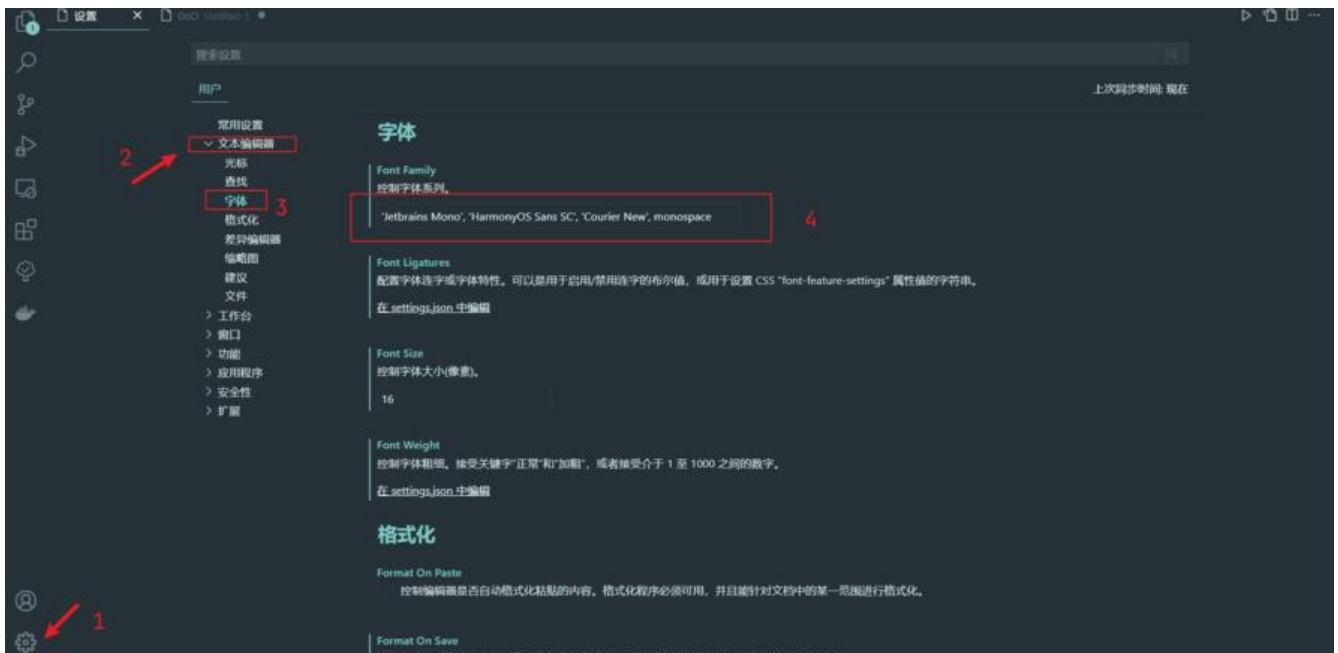 设置
DoD Untitled-1
搜索设置
用户
上次同步时间: 现在
常用设置
文本编辑器
光标
查找
字体
格式化
差异编辑器
缩略图
建议
文件
工作台
窗口
功能
应用程序
安全性
扩展
1
2
3
4
字体
Font Family
控制字体系列。
'Jetbrains Mono', 'HarmonyOS Sans SC', 'Courier New', monospace
Font Ligatures
配置字体连字或字体特性。可以是用于启用/禁用连字的布尔值，或用于设置 CSS "font-feature-settings" 属性值的字符串。
在 settings.json 中编辑
Font Size
控制字体大小(像素)。
16
Font Weight
控制字体粗细。接受关键字"正常"和"加粗"，或者接受介于 1 至 1000 之间的数字。
在 settings.json 中编辑
格式化
Format On Paste
控制编辑器是否自动格式化粘贴的内容。格式化程序必须可用，并且能针对文档中的某一范围进行格式化。
Format On Save